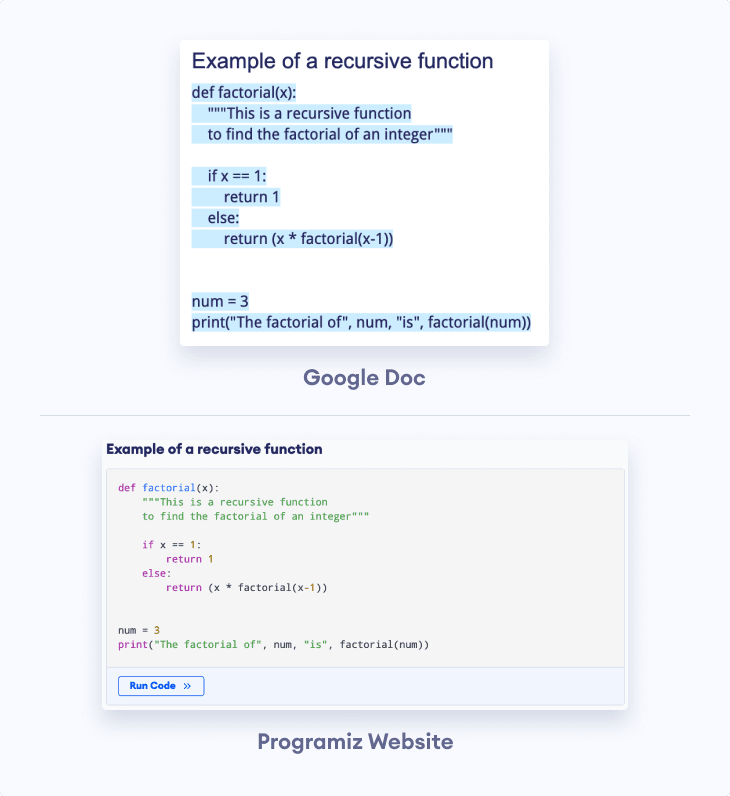 Example of a recursive function
def factorial(x):
    """This is a recursive function
    to find the factorial of an integer"""
    if x == 1:
        return 1
    else:
        return (x * factorial(x-1))
num = 3
print("The factorial of", num, "is", factorial(num))
Google Doc
Example of a recursive function
def factorial(x):
    """This is a recursive function
    to find the factorial of an integer"""
    if x == 1:
        return 1
    else:
        return (x * factorial(x-1))
num = 3
print("The factorial of", num, "is", factorial(num))
Run Code »
Programiz Website